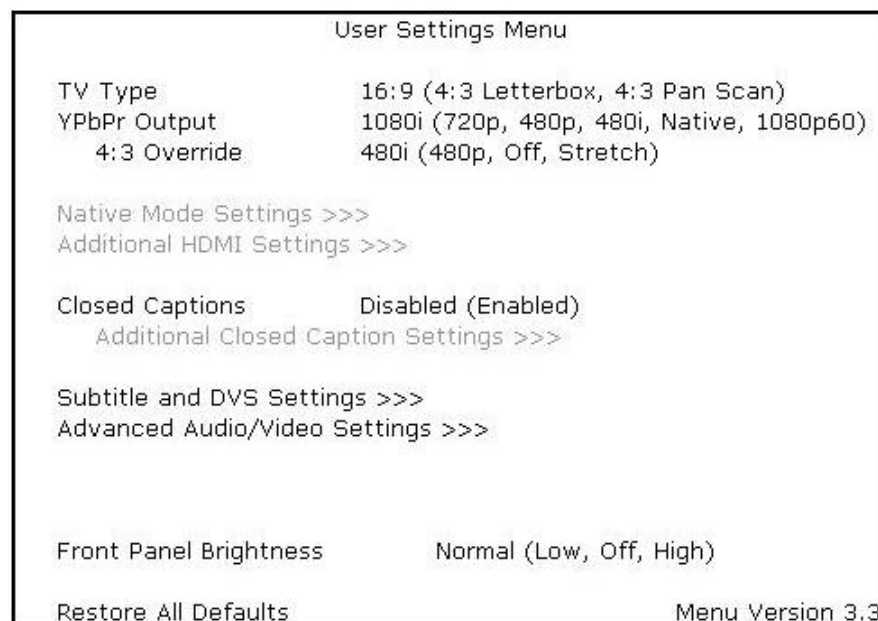 User Settings Menu
TV Type 16:9 (4:3 Letterbox, 4:3 Pan Scan)
YPbPr Output 1080i (720p, 480p, 480i, Native, 1080p60)
4:3 Override 480i (480p, Off, Stretch)
Native Mode Settings >>>
Additional HDMI Settings >>>
Closed Captions Disabled (Enabled)
Additional Closed Caption Settings >>>
Subtitle and DVS Settings >>>
Advanced Audio/Video Settings >>>
Front Panel Brightness Normal (Low, Off, High)
Restore All Defaults Menu Version 3.3